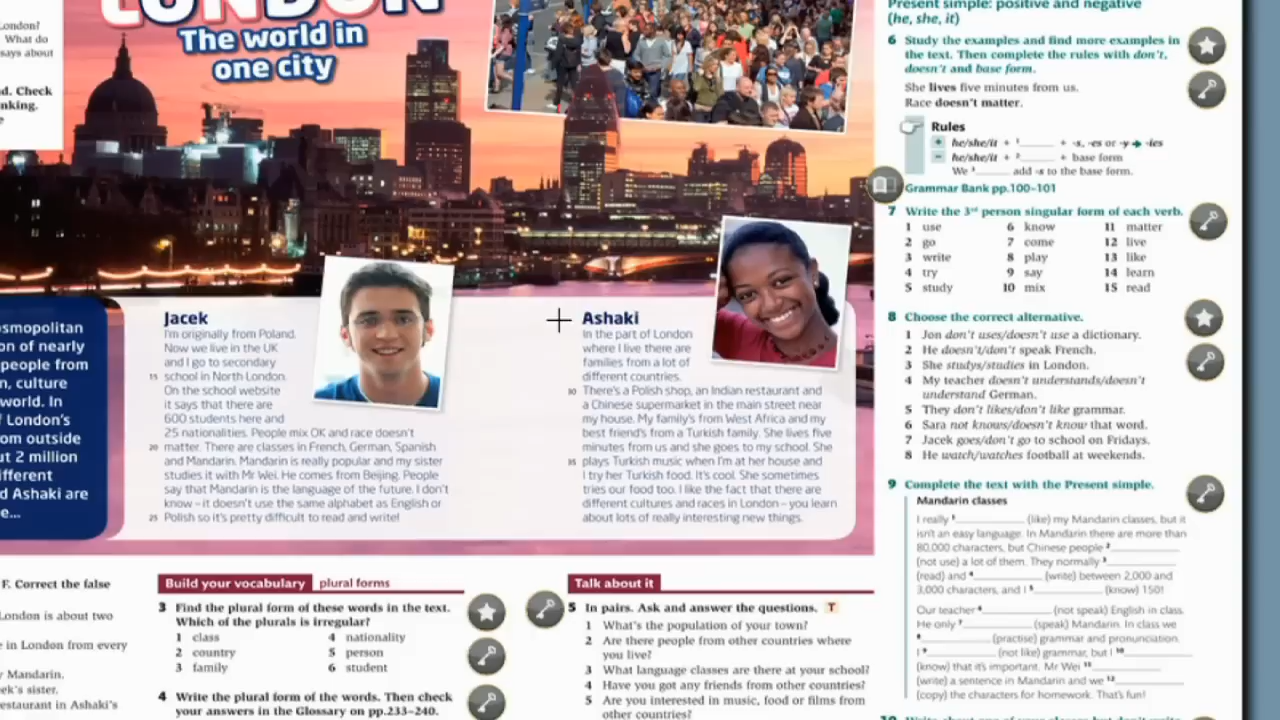 London?
What do
says about
d. Check
nking.
LONDON
The world in
one city
osmopolitan
on of nearly
people from
n, culture
world. In
f London's
om outside
ut 2 million
ifferent
d Ashaki are
e...
Jacek
I'm originally from Poland.
Now we live in the UK
and I go to secondary
15 school in North London.
On the school website
it says that there are
600 students here and
25 nationalities. People mix OK and race doesn't
20 matter. There are classes in French, German, Spanish
and Mandarin. Mandarin is really popular and my sister
studies it with Mr Wei. He comes from Beijing. People
say that Mandarin is the language of the future. I don't
know – it doesn't use the same alphabet as English or
25 Polish so it's pretty difficult to read and write!
Ashaki
In the part of London
where I live there are
families from a lot of
different countries.
30 There's a Polish shop, an Indian restaurant and
a Chinese supermarket in the main street near
my house. My family's from West Africa and my
best friend's from a Turkish family. She lives five
minutes from us and she goes to my school. She
35 plays Turkish music when I'm at her house and
I try her Turkish food. It's cool. She sometimes
tries our food too. I like the fact that there are
different cultures and races in London – you learn
about lots of really interesting new things.
F. Correct the false
London is about two
e in London from every
r Mandarin.
ek's sister.
estaurant in Ashaki's
Build your vocabulary plural forms
3 Find the plural form of these words in the text.
Which of the plurals is irregular?
1 class 4 nationality
2 country 5 person
3 family 6 student
4 Write the plural form of the words. Then check
your answers in the Glossary on pp.233–240.
Talk about it
5 In pairs. Ask and answer the questions. T
1 What's the population of your town?
2 Are there people from other countries where
you live?
3 What language classes are there at your school?
4 Have you got any friends from other countries?
5 Are you interested in music, food or films from
other countries?
Present simple: positive and negative
(he, she, it)
6 Study the examples and find more examples in
the text. Then complete the rules with don't,
doesn't and base form.
She lives five minutes from us.
Race doesn't matter.
Rules
+ he/she/it + 1______ + -s, -es or -y → -ies
– he/she/it + 2______ + base form
We 3______ add -s to the base form.
Grammar Bank pp.100–101
7 Write the 3rd person singular form of each verb.
1 use 6 know 11 matter
2 go 7 come 12 live
3 write 8 play 13 like
4 try 9 say 14 learn
5 study 10 mix 15 read
8 Choose the correct alternative.
1 Jon don't uses/doesn't use a dictionary.
2 He doesn't/don't speak French.
3 She studys/studies in London.
4 My teacher doesn't understands/doesn't
understand German.
5 They don't likes/don't like grammar.
6 Sara not knows/doesn't know that word.
7 Jacek goes/don't go to school on Fridays.
8 He watch/watches football at weekends.
9 Complete the text with the Present simple.
Mandarin classes
I really 1__________ (like) my Mandarin classes, but it
isn't an easy language. In Mandarin there are more than
80,000 characters, but Chinese people 2__________
(not use) a lot of them. They normally 3__________
(read) and 4__________ (write) between 2,000 and
3,000 characters, and I 5__________ (know) 150!
Our teacher 6__________ (not speak) English in class.
He only 7__________ (speak) Mandarin. In class we
8__________ (practise) grammar and pronunciation.
I 9__________ (not like) grammar, but I 10__________
(know) that it's important. Mr Wei 11__________
(write) a sentence in Mandarin and we 12__________
(copy) the characters for homework. That's fun!